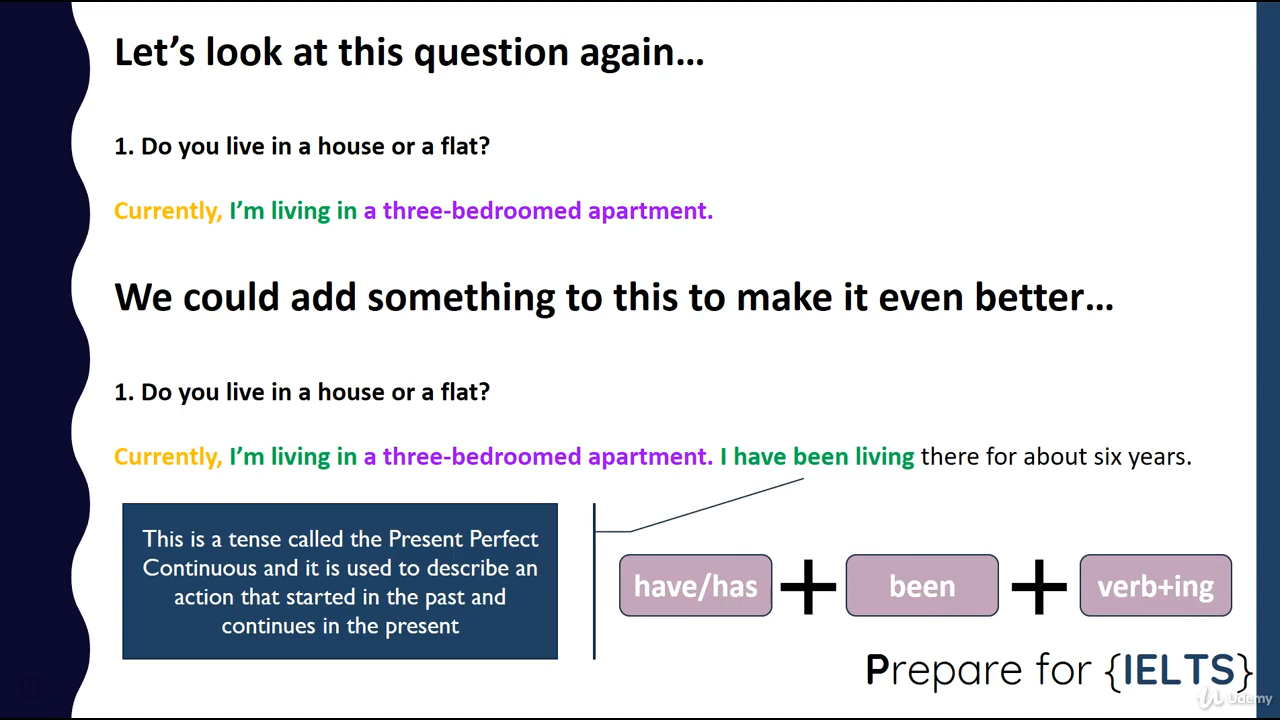 Let’s look at this question again…
1. Do you live in a house or a flat?
Currently, I’m living in a three-bedroomed apartment.
We could add something to this to make it even better…
1. Do you live in a house or a flat?
Currently, I’m living in a three-bedroomed apartment. I have been living there for about six years.
This is a tense called the Present Perfect
Continuous and it is used to describe an
action that started in the past and
continues in the present
have/has + been + verb+ing
Prepare for {IELTS}
Udemy